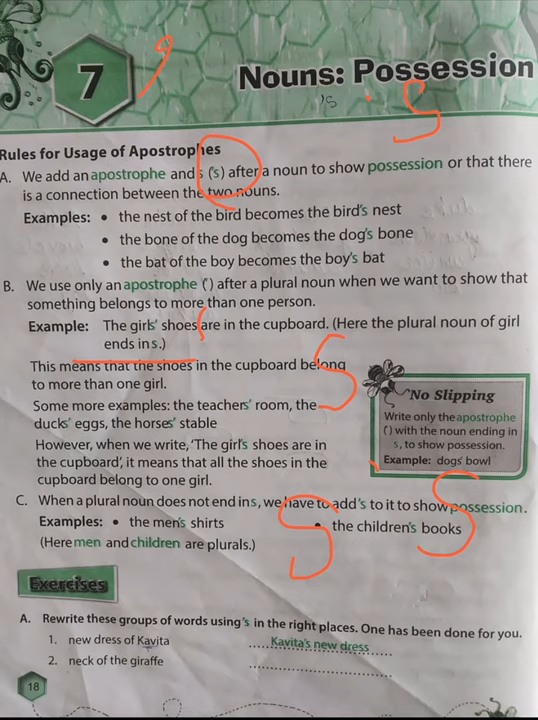 7
Nouns: Possession
's
Rules for Usage of Apostrophes
A. We add an apostrophe and s ('s) after a noun to show possession or that there
is a connection between the two nouns.
Examples: • the nest of the bird becomes the bird's nest
• the bone of the dog becomes the dog's bone
• the bat of the boy becomes the boy's bat
B. We use only an apostrophe (') after a plural noun when we want to show that
something belongs to more than one person.
Example: The girls' shoes are in the cupboard. (Here the plural noun of girl
ends in s.)
This means that the shoes in the cupboard belong
to more than one girl.
Some more examples: the teachers' room, the
ducks' eggs, the horses' stable
However, when we write, 'The girl's shoes are in
the cupboard', it means that all the shoes in the
cupboard belong to one girl.
No Slipping
Write only the apostrophe
(') with the noun ending in
s, to show possession.
Example: dogs' bowl
C. When a plural noun does not end in s, we have to add 's to it to show possession.
Examples: • the men's shirts • the children's books
(Here men and children are plurals.)
Exercises
A. Rewrite these groups of words using 's in the right places. One has been done for you.
1. new dress of Kavita Kavita's new dress
2. neck of the giraffe
18